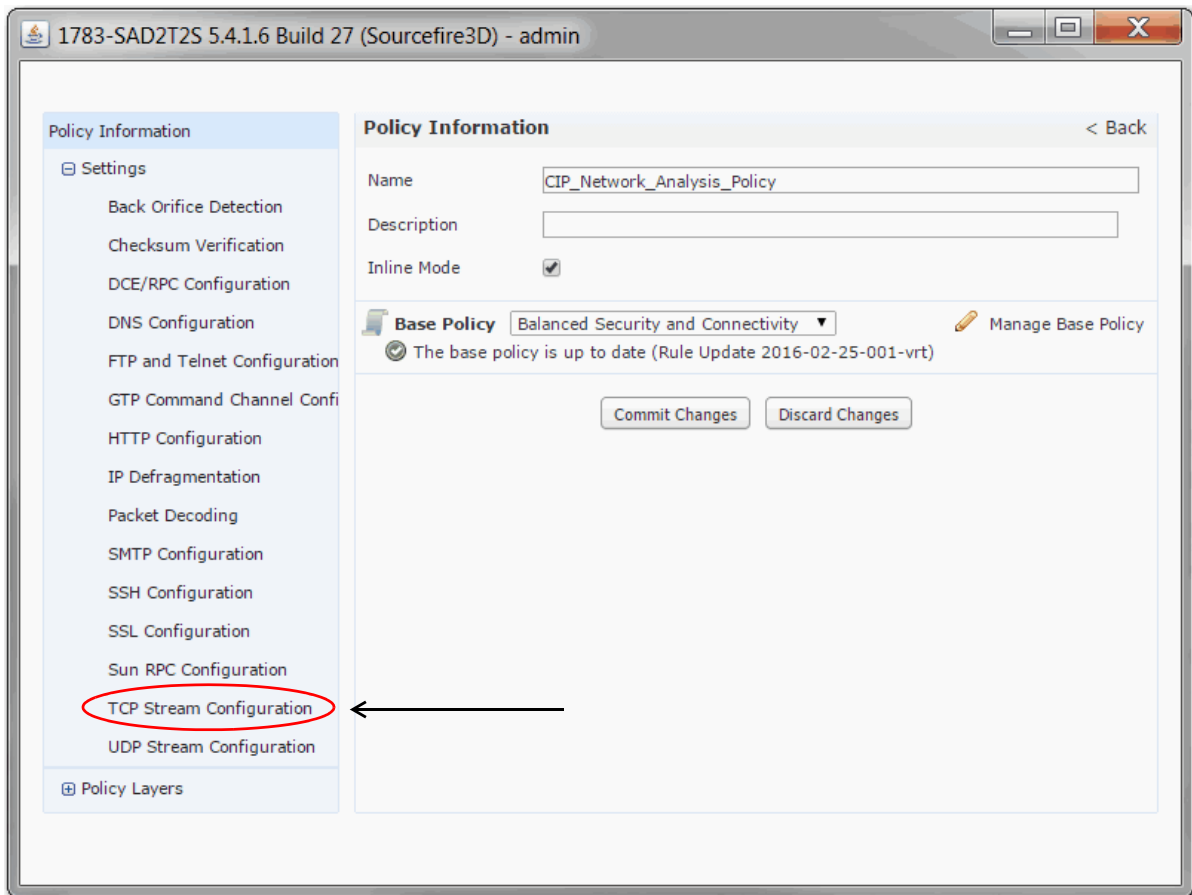 1783-SAD2T2S 5.4.1.6 Build 27 (Sourcefire3D) - admin
Policy Information
Settings
Back Orifice Detection
Checksum Verification
DCE/RPC Configuration
DNS Configuration
FTP and Telnet Configuration
GTP Command Channel Confi
HTTP Configuration
IP Defragmentation
Packet Decoding
SMTP Configuration
SSH Configuration
SSL Configuration
Sun RPC Configuration
TCP Stream Configuration
UDP Stream Configuration
Policy Layers
Policy Information < Back
Name CIP_Network_Analysis_Policy
Description
Inline Mode
Base Policy Balanced Security and Connectivity Manage Base Policy
The base policy is up to date (Rule Update 2016-02-25-001-vrt)
Commit Changes Discard Changes